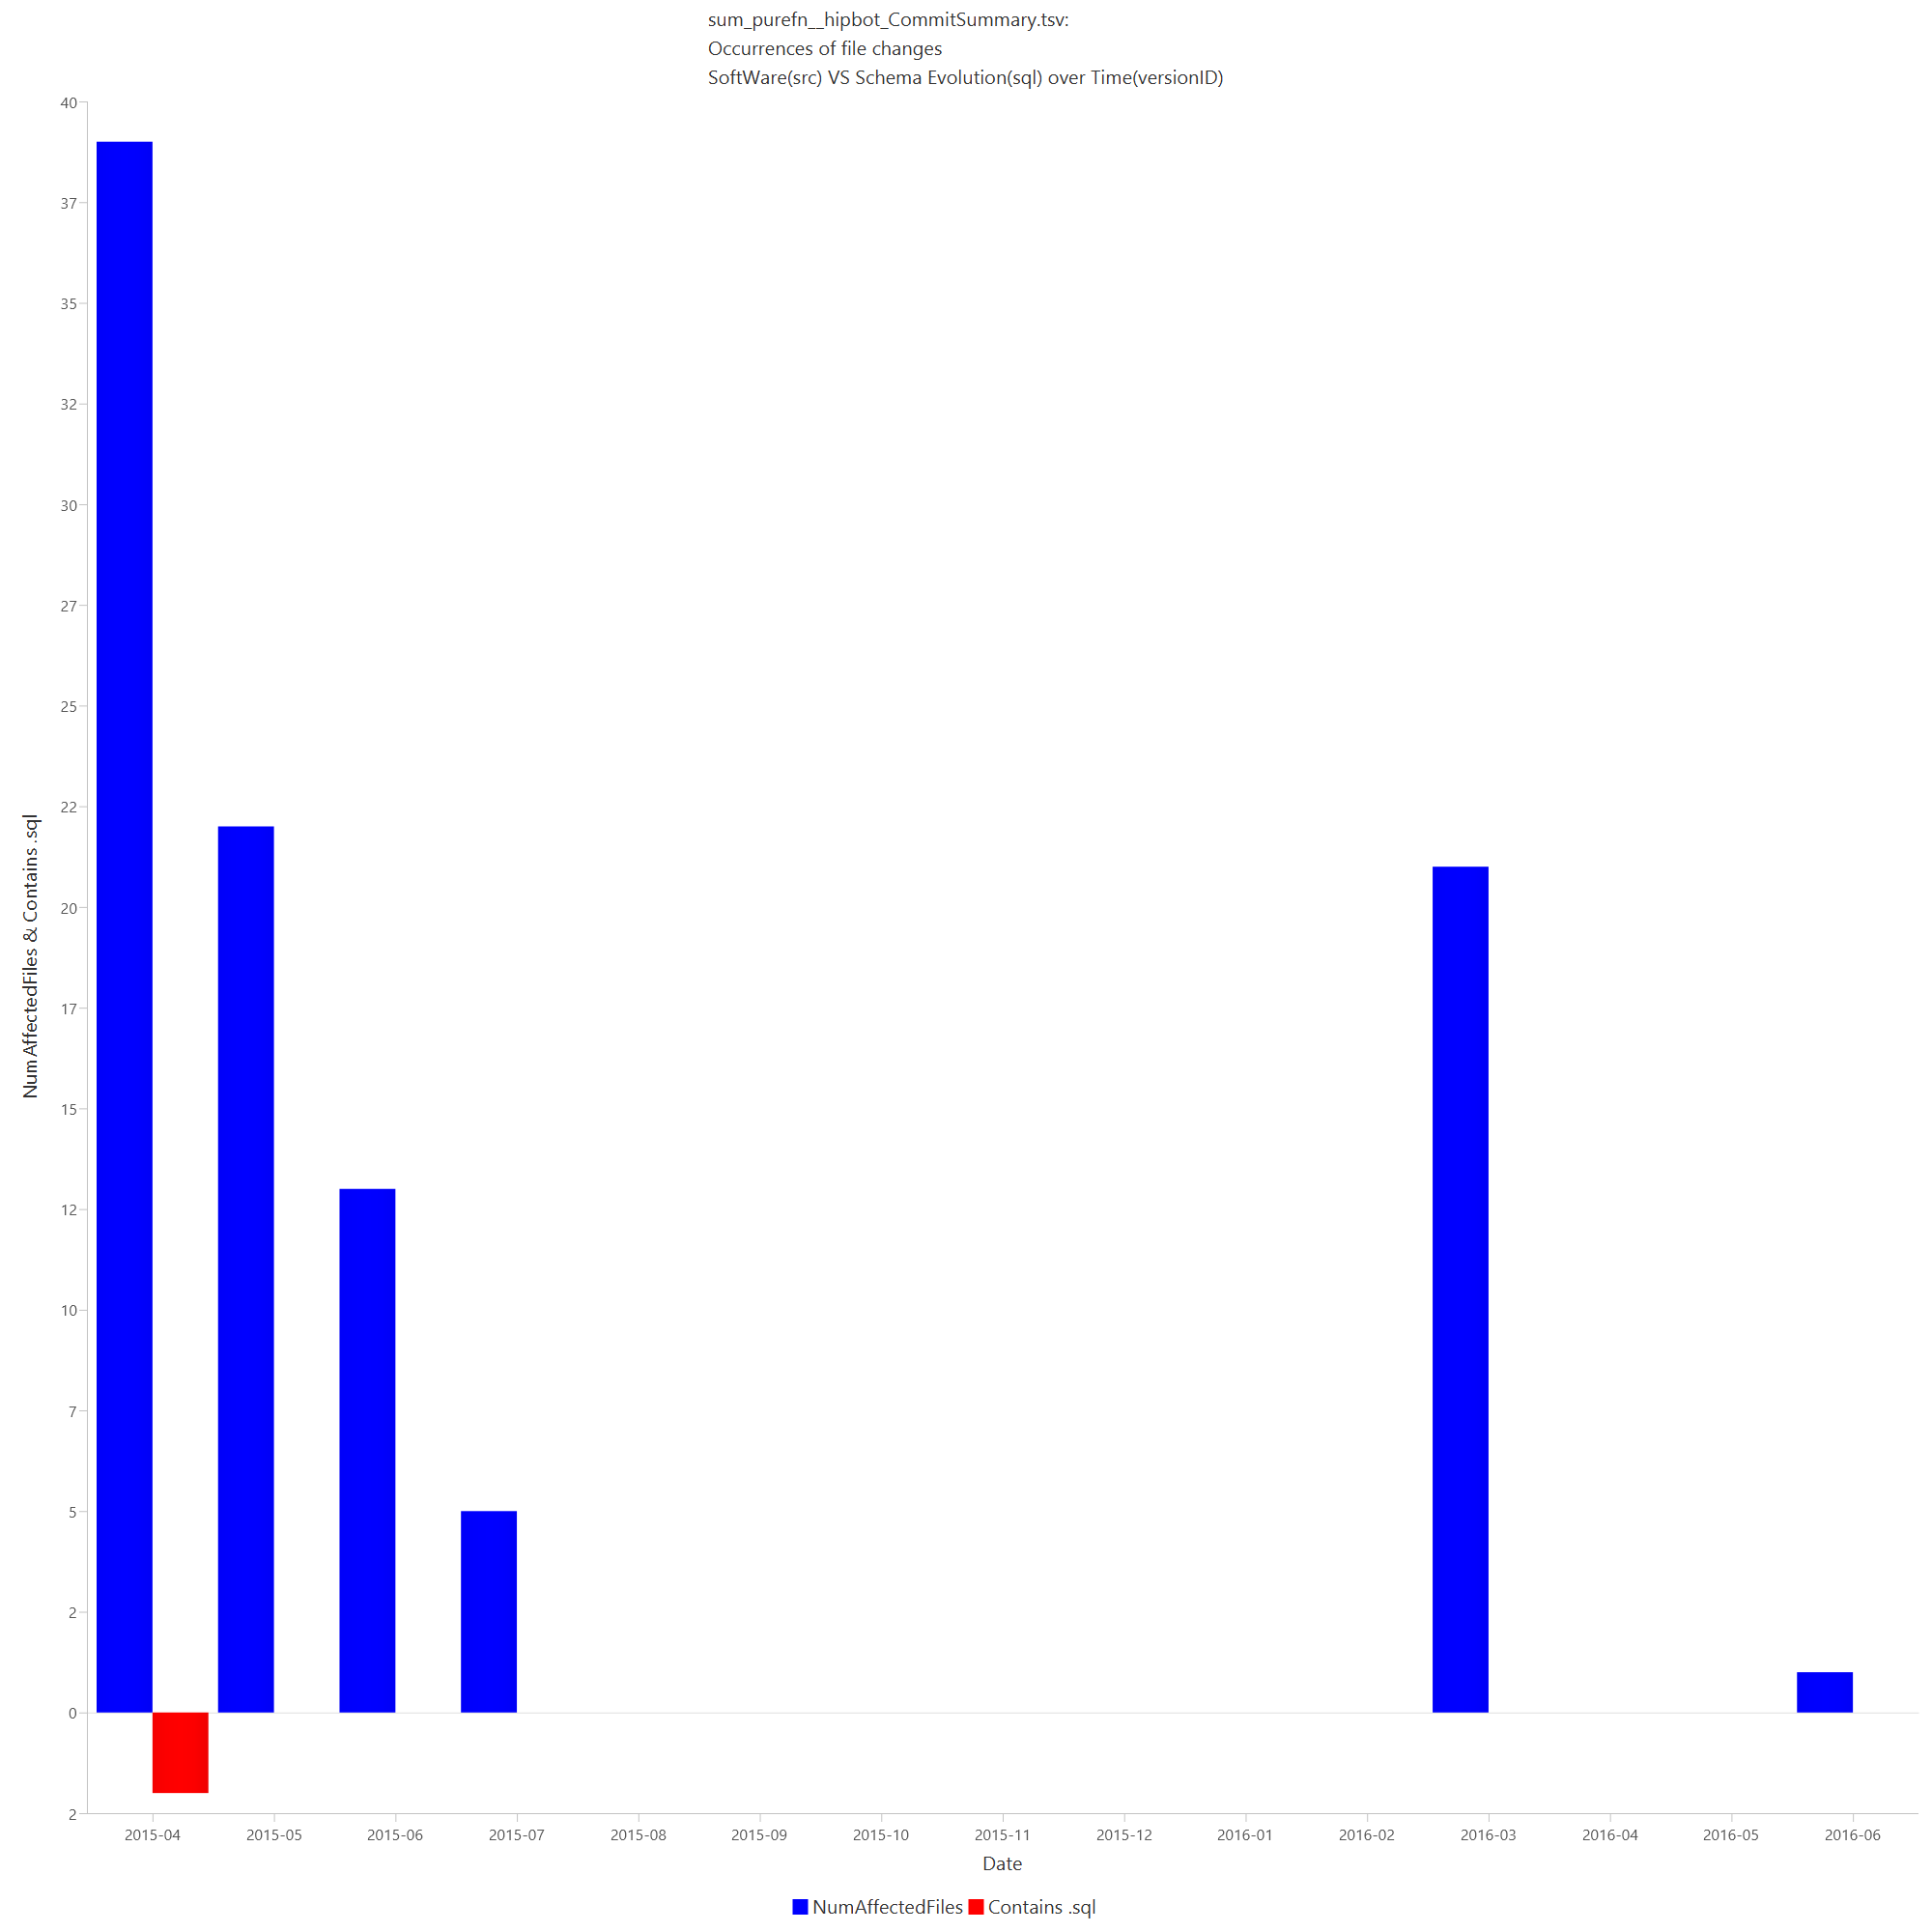 sum_purefn__hipbot_CommitSummary.tsv:
Occurrences of file changes
SoftWare(src) VS Schema Evolution(sql) over Time(versionID)
40
37
35
32
30
27
25
22
20
17
15
12
10
7
5
2
0
2
Num AffectedFiles & Contains .sql
2015-04 2015-05 2015-06 2015-07 2015-08 2015-09 2015-10 2015-11 2015-12 2016-01 2016-02 2016-03 2016-04 2016-05 2016-06
Date
NumAffectedFiles Contains .sql